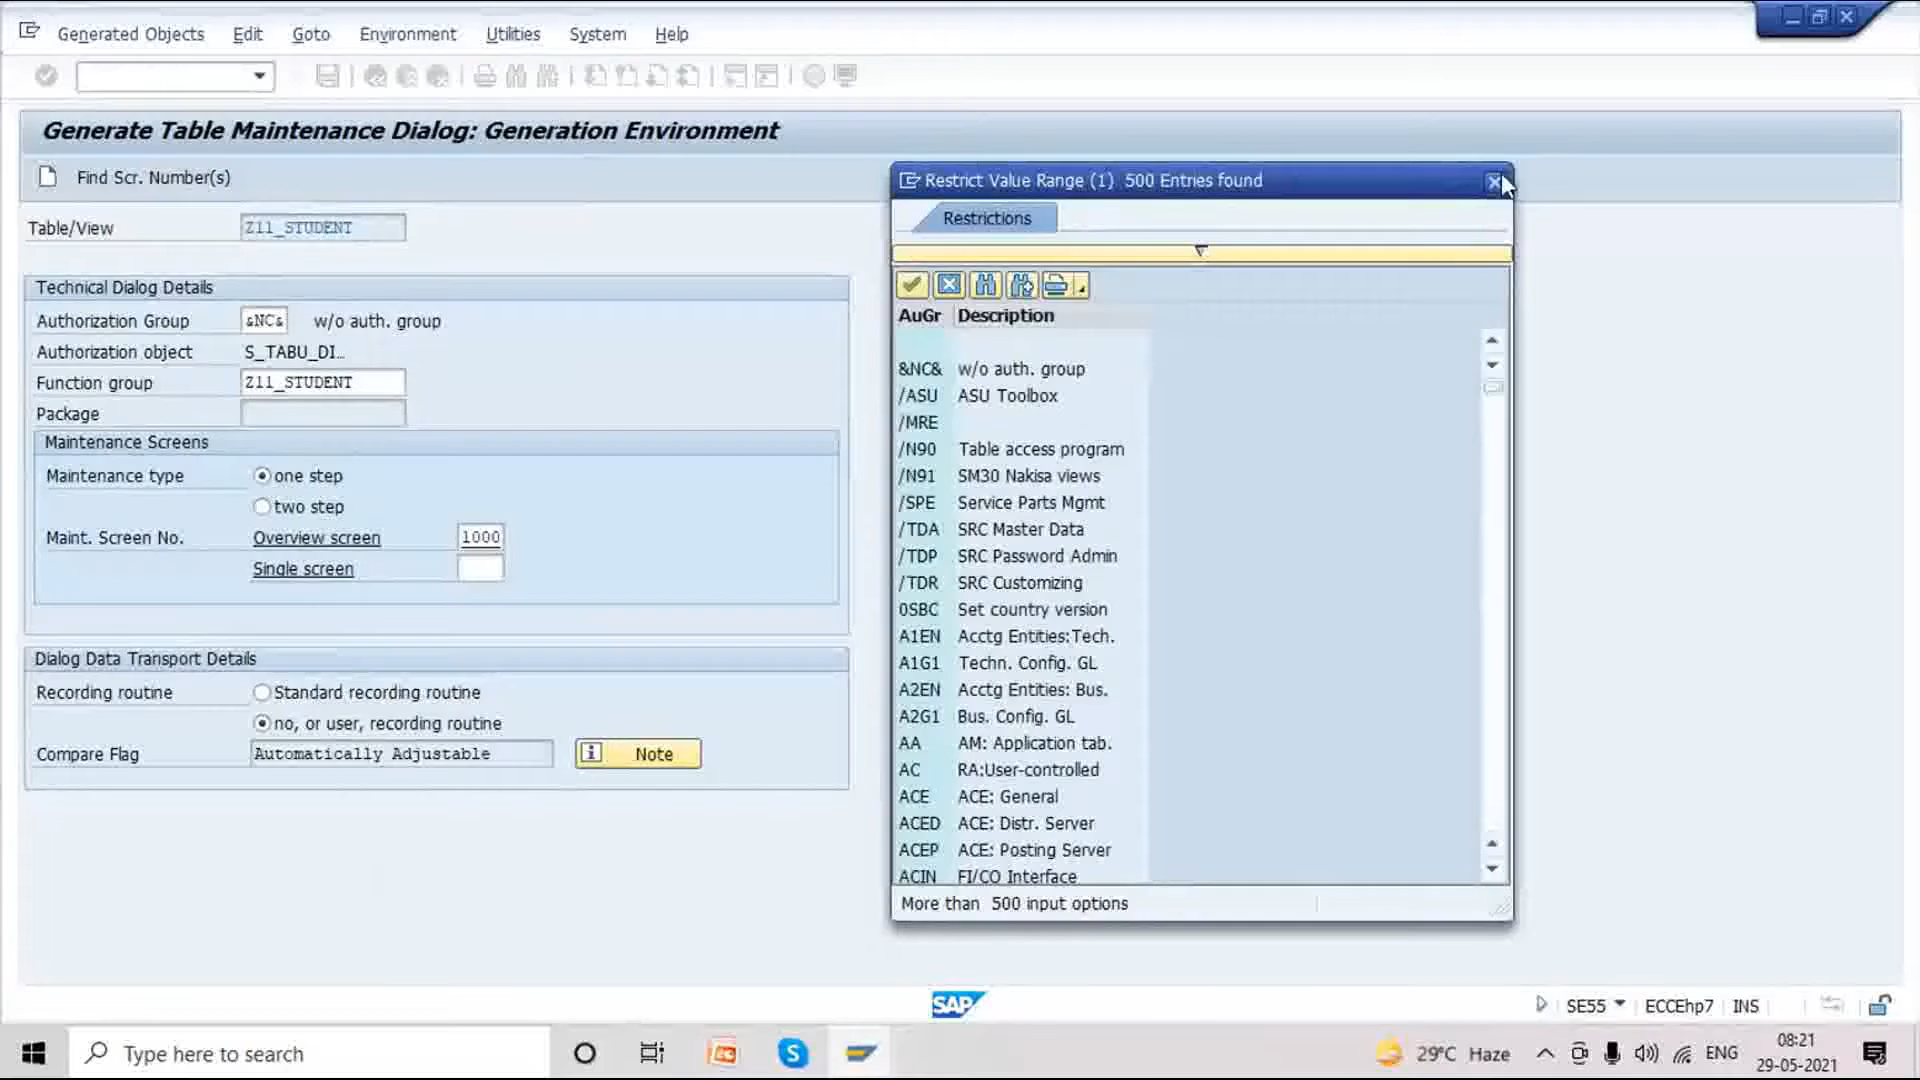 Generated Objects Edit Goto Environment Utilities System Help
Generate Table Maintenance Dialog: Generation Environment
Find Scr. Number(s)
Table/View Z11_STUDENT
Technical Dialog Details
Authorization Group &NC& w/o auth. group
Authorization object S_TABU_DI...
Function group Z11_STUDENT
Package
Maintenance Screens
Maintenance type one step
two step
Maint. Screen No. Overview screen 1000
Single screen
Dialog Data Transport Details
Recording routine Standard recording routine
no, or user, recording routine
Compare Flag Automatically Adjustable Note
Restrict Value Range (1) 500 Entries found
Restrictions
AuGr Description
&NC& w/o auth. group
/ASU ASU Toolbox
/MRE
/N90 Table access program
/N91 SM30 Nakisa views
/SPE Service Parts Mgmt
/TDA SRC Master Data
/TDP SRC Password Admin
/TDR SRC Customizing
0SBC Set country version
A1EN Acctg Entities:Tech.
A1G1 Techn. Config. GL
A2EN Acctg Entities: Bus.
A2G1 Bus. Config. GL
AA AM: Application tab.
AC RA:User-controlled
ACE ACE: General
ACED ACE: Distr. Server
ACEP ACE: Posting Server
ACIN FI/CO Interface
More than 500 input options
SAP SE55 ECCEhp7 INS
Type here to search 29°C Haze ENG 08:21
29-05-2021